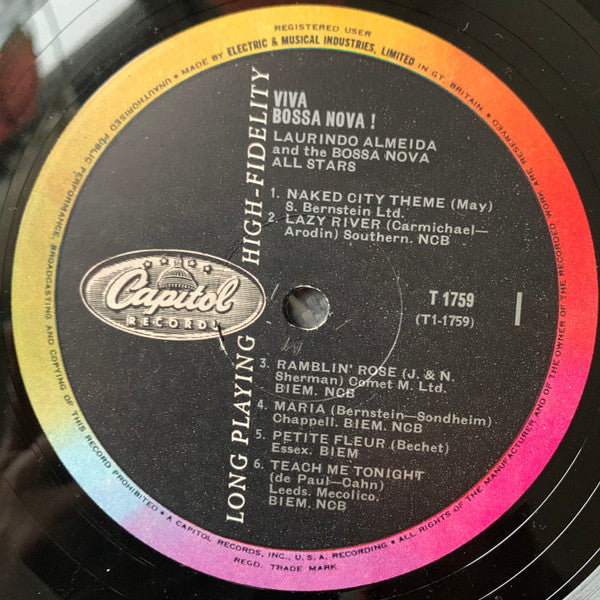 REGISTERED USER
• MADE BY ELECTRIC & MUSICAL INDUSTRIES, LIMITED IN GT. BRITAIN •
UNAUTHORISED PUBLIC PERFORMANCE, BROADCASTING AND COPYING OF THIS RECORD PROHIBITED • A CAPITOL RECORDS, INC., U.S.A. RECORDING • ALL RIGHTS OF THE MANUFACTURER AND OF THE OWNER OF THE RECORDED WORK ARE RESERVED
REGD. TRADE MARK
LONG PLAYING HIGH-FIDELITY
VIVA
BOSSA NOVA !
LAURINDO ALMEIDA
and the BOSSA NOVA
ALL STARS
1. NAKED CITY THEME (May)
S. Bernstein Ltd.
2. LAZY RIVER (Carmichael—
Arodin) Southern. NCB
Capitol
RECORDS
T 1759
(T1-1759)
1
3. RAMBLIN' ROSE (J. & N.
Sherman) Comet M. Ltd.
BIEM. NCB
4. MARIA (Bernstein—Sondheim)
Chappell. BIEM. NCB
5. PETITE FLEUR (Bechet)
Essex. BIEM
6. TEACH ME TONIGHT
(de Paul—Cahn)
Leeds. Mecolico.
BIEM. NCB